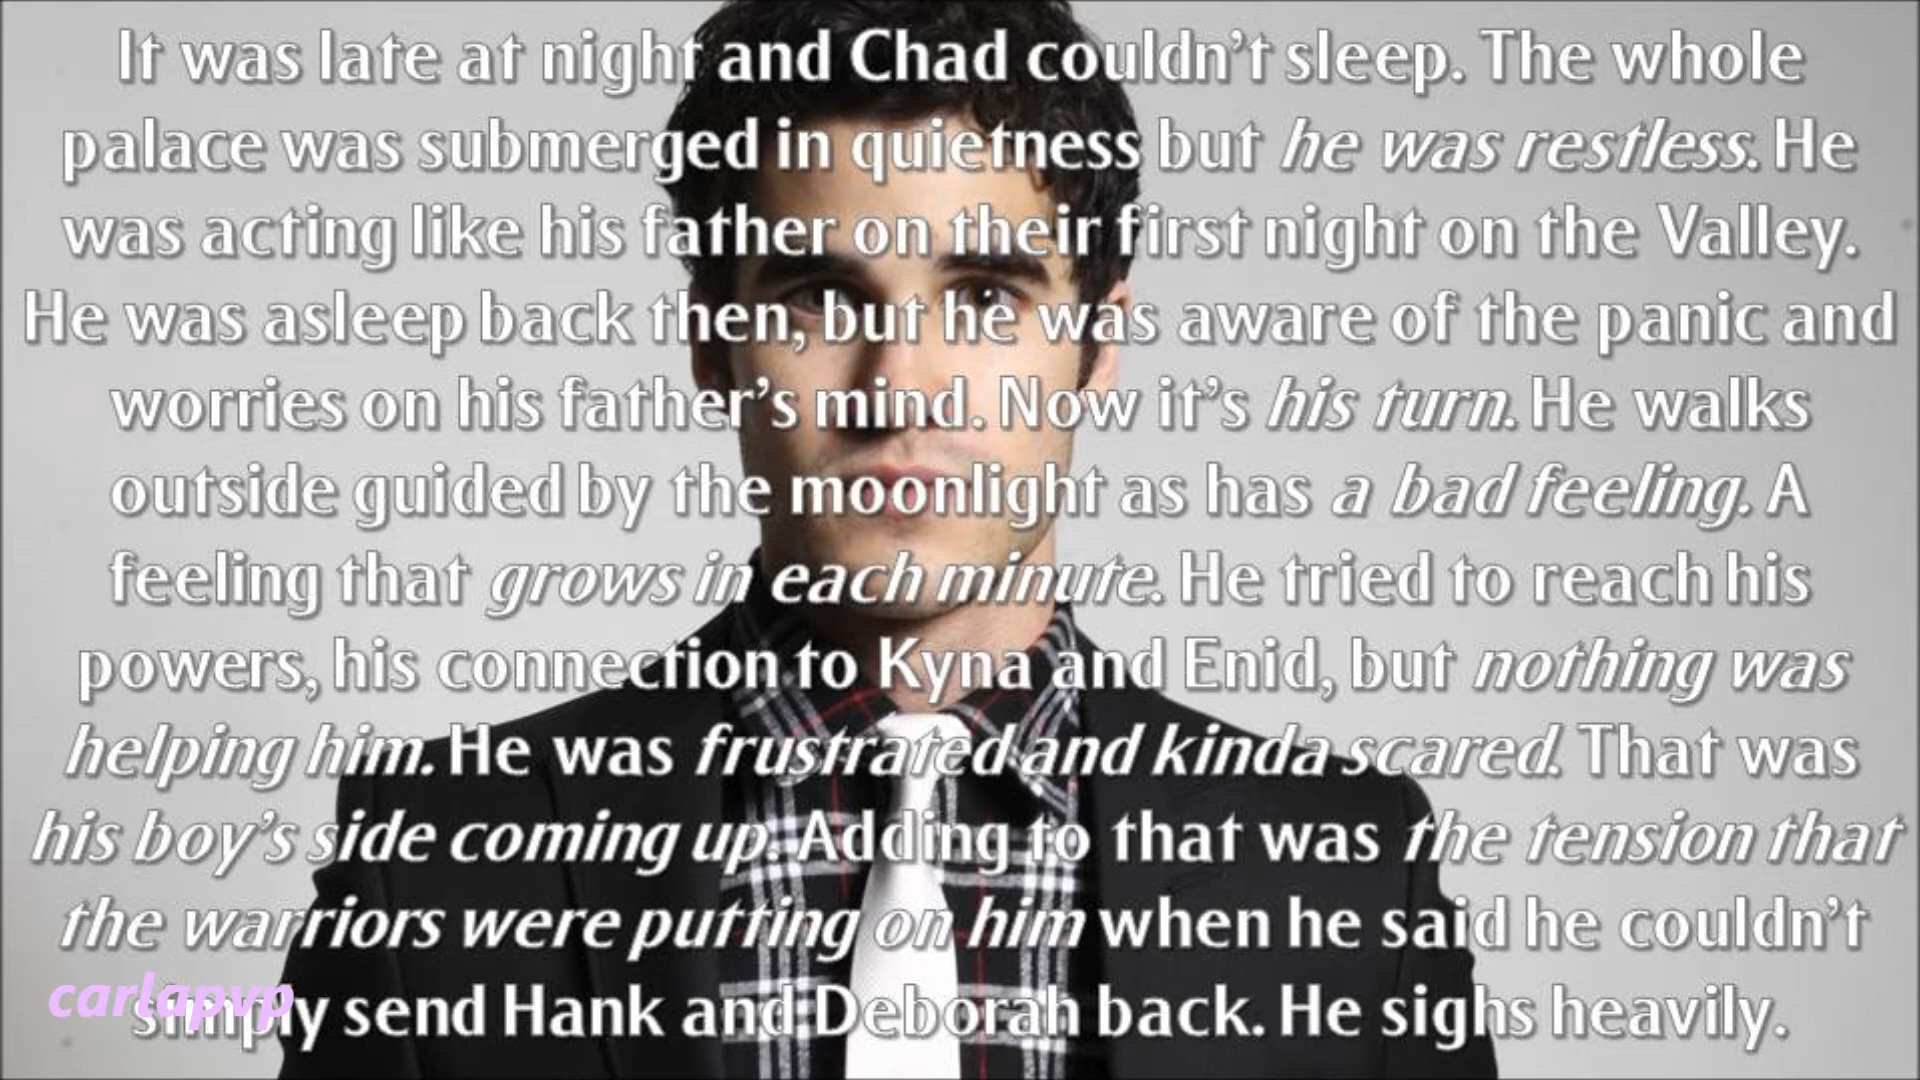 It was late at night and Chad couldn't sleep. The whole
palace was submerged in quietness but he was restless. He
was acting like his father on their first night on the Valley.
He was asleep back then, but he was aware of the panic and
worries on his father's mind. Now it's his turn. He walks
outside guided by the moonlight as has a bad feeling. A
feeling that grows in each minute. He tried to reach his
powers, his connection to Kyna and Enid, but nothing was
helping him. He was frustrated and kinda scared. That was
his boy's side coming up. Adding to that was the tension that
the warriors were putting on him when he said he couldn't
simply send Hank and Deborah back. He sighs heavily.
carlapvp